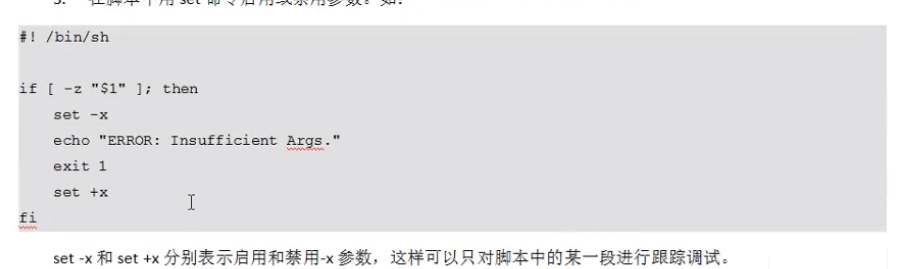 3. 在脚本中用 set 命令启用或禁用参数。如：
#! /bin/sh
if [ -z "$1" ]; then
    set -x
    echo "ERROR: Insufficient Args."
    exit 1
    set +x
fi
set -x 和 set +x 分别表示启用和禁用-x 参数，这样可以只对脚本中的某一段进行跟踪调试。